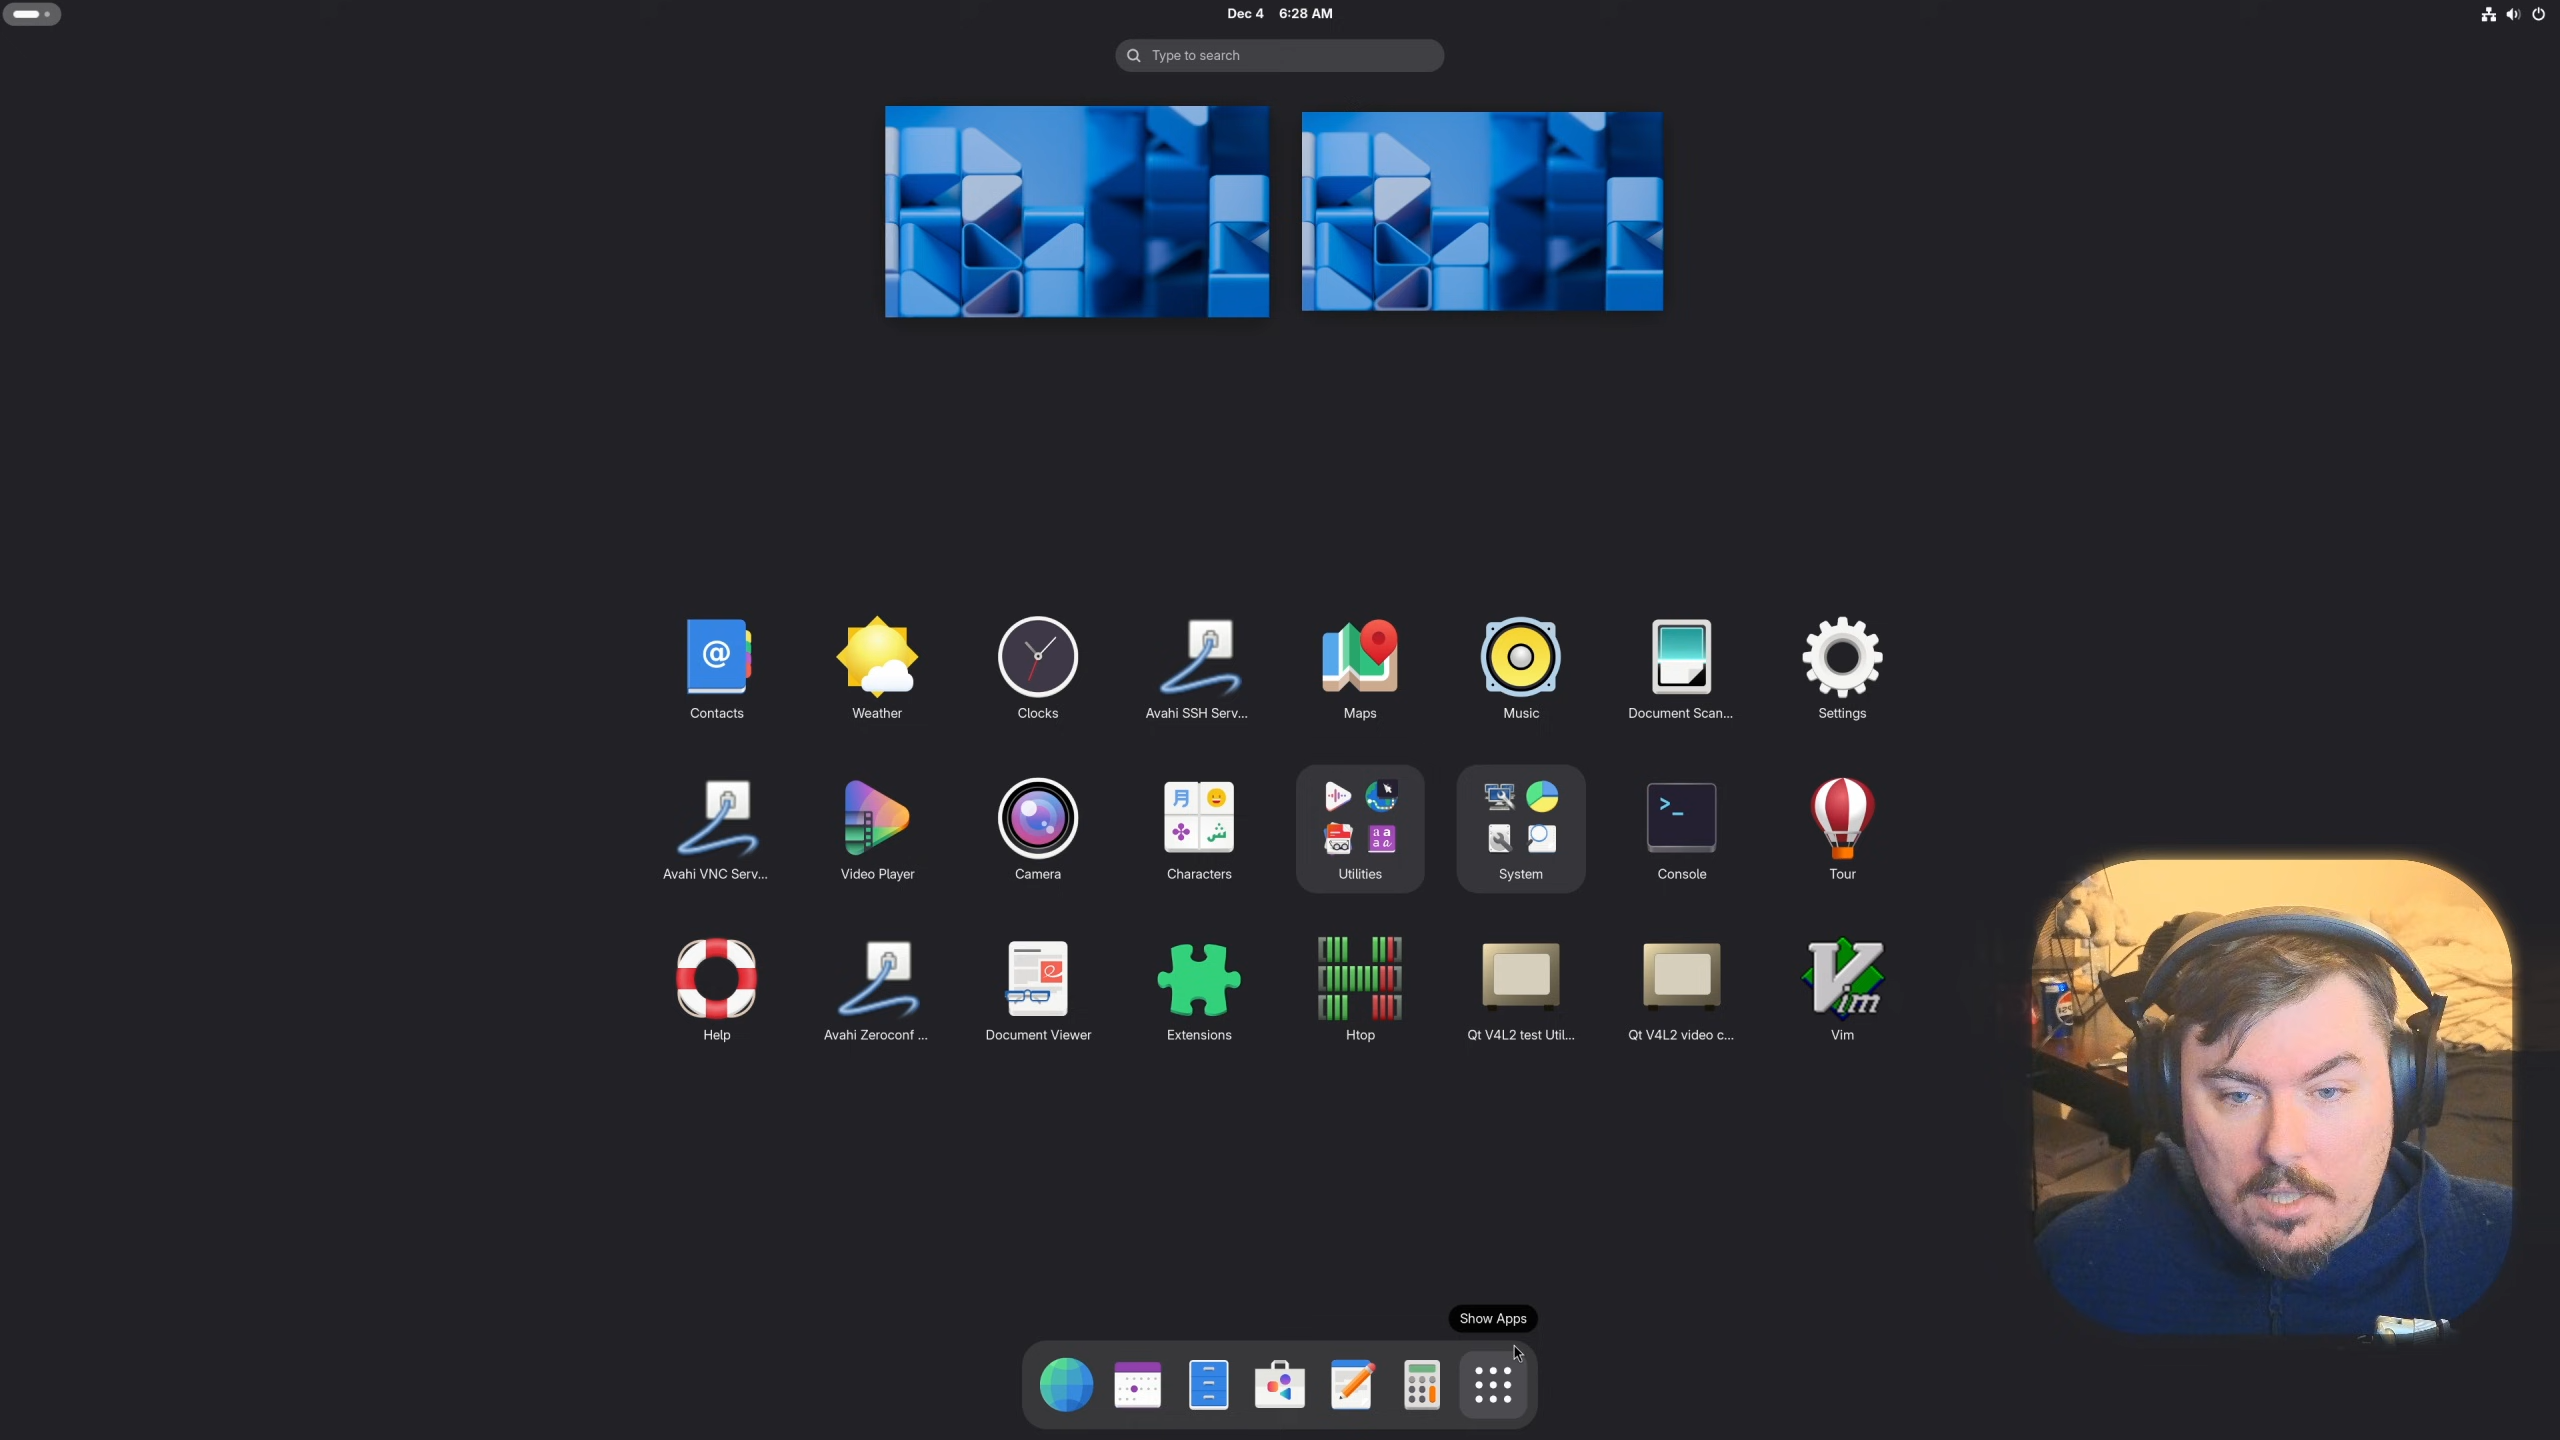 Dec 4 6:28 AM
Type to search
Contacts
Weather
Clocks
Avahi SSH Serv...
Maps
Music
Document Scan...
Settings
Avahi VNC Serv...
Video Player
Camera
Characters
Utilities
System
Console
Tour
Help
Avahi Zeroconf ...
Document Viewer
Extensions
Htop
Qt V4L2 test Util...
Qt V4L2 video c...
Vim
Show Apps